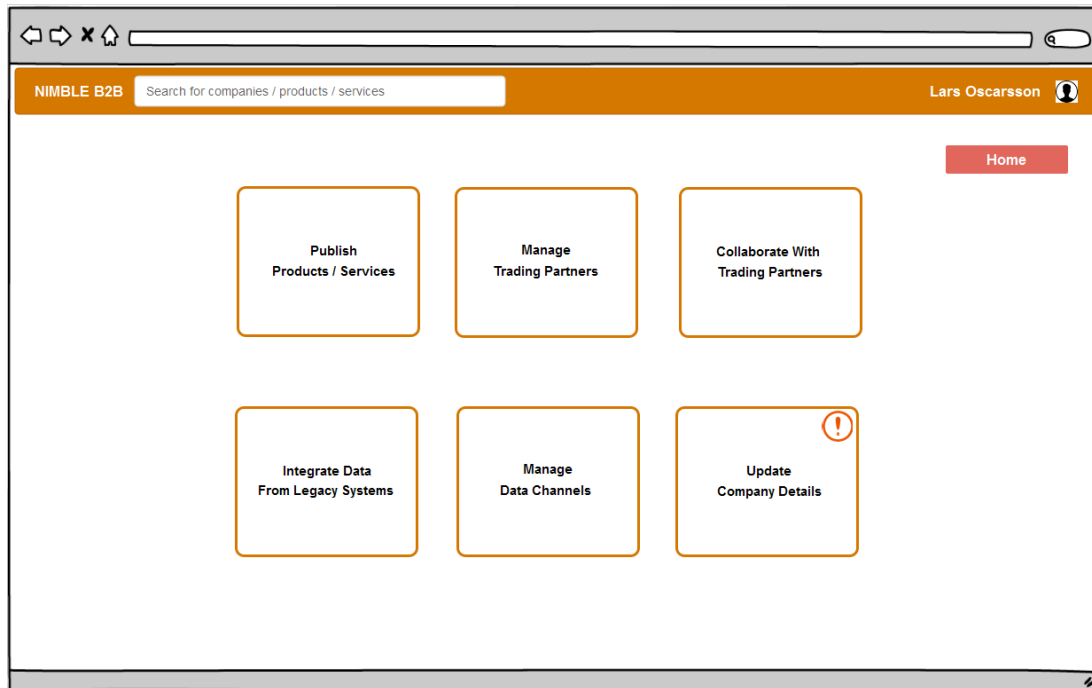 NIMBLE B2B
Search for companies / products / services
Lars Oscarsson
Home
Publish
Products / Services
Manage
Trading Partners
Collaborate With
Trading Partners
Integrate Data
From Legacy Systems
Manage
Data Channels
!
Update
Company Details